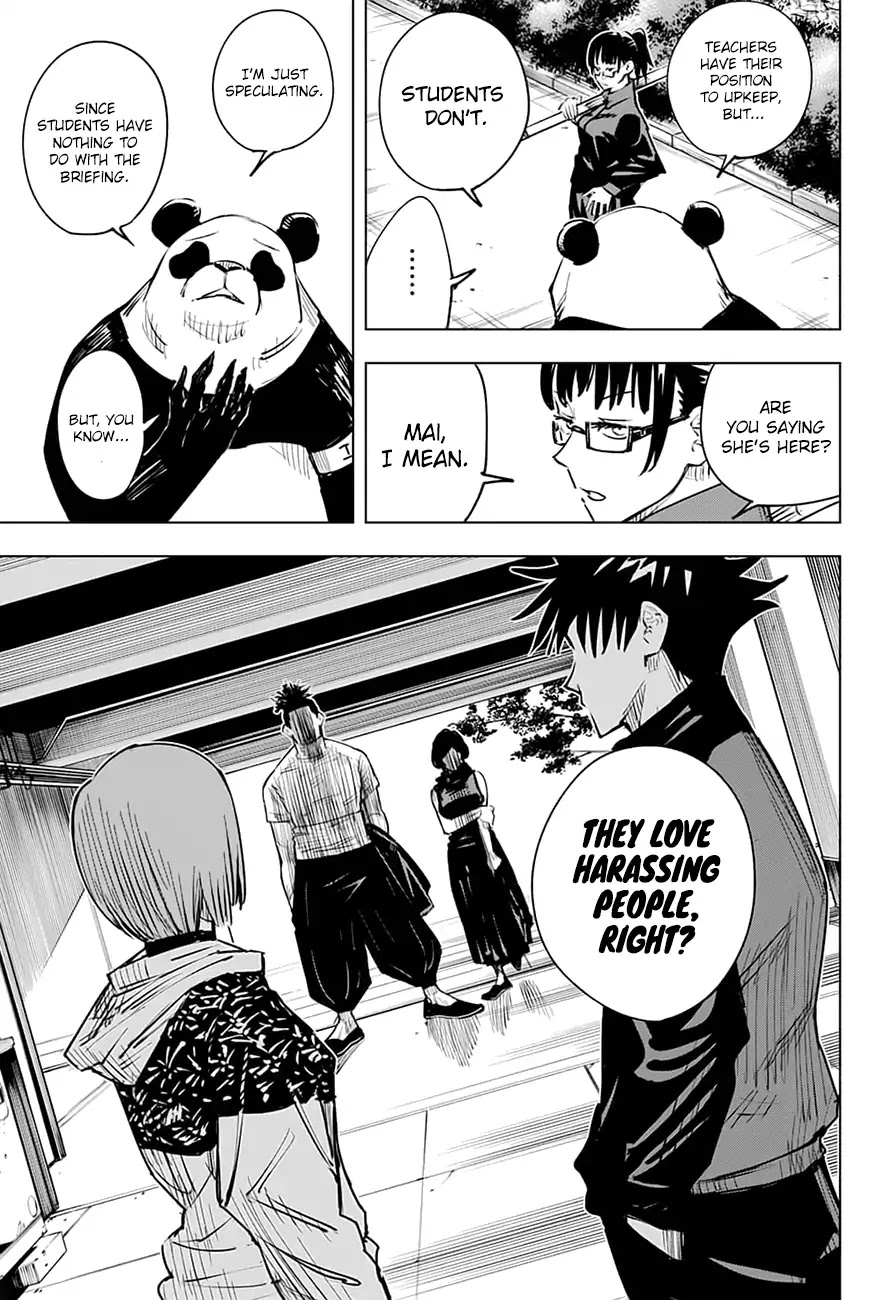 TEACHERS
HAVE THEIR
POSITION
TO UPKEEP,
BUT...
STUDENTS
DON'T.
......
I'M JUST
SPECULATING.
SINCE
STUDENTS HAVE
NOTHING TO
DO WITH THE
BRIEFING.
BUT, YOU
KNOW...
ARE
YOU SAYING
SHE'S HERE?
MAI,
I MEAN.
THEY LOVE
HARASSING
PEOPLE,
RIGHT?